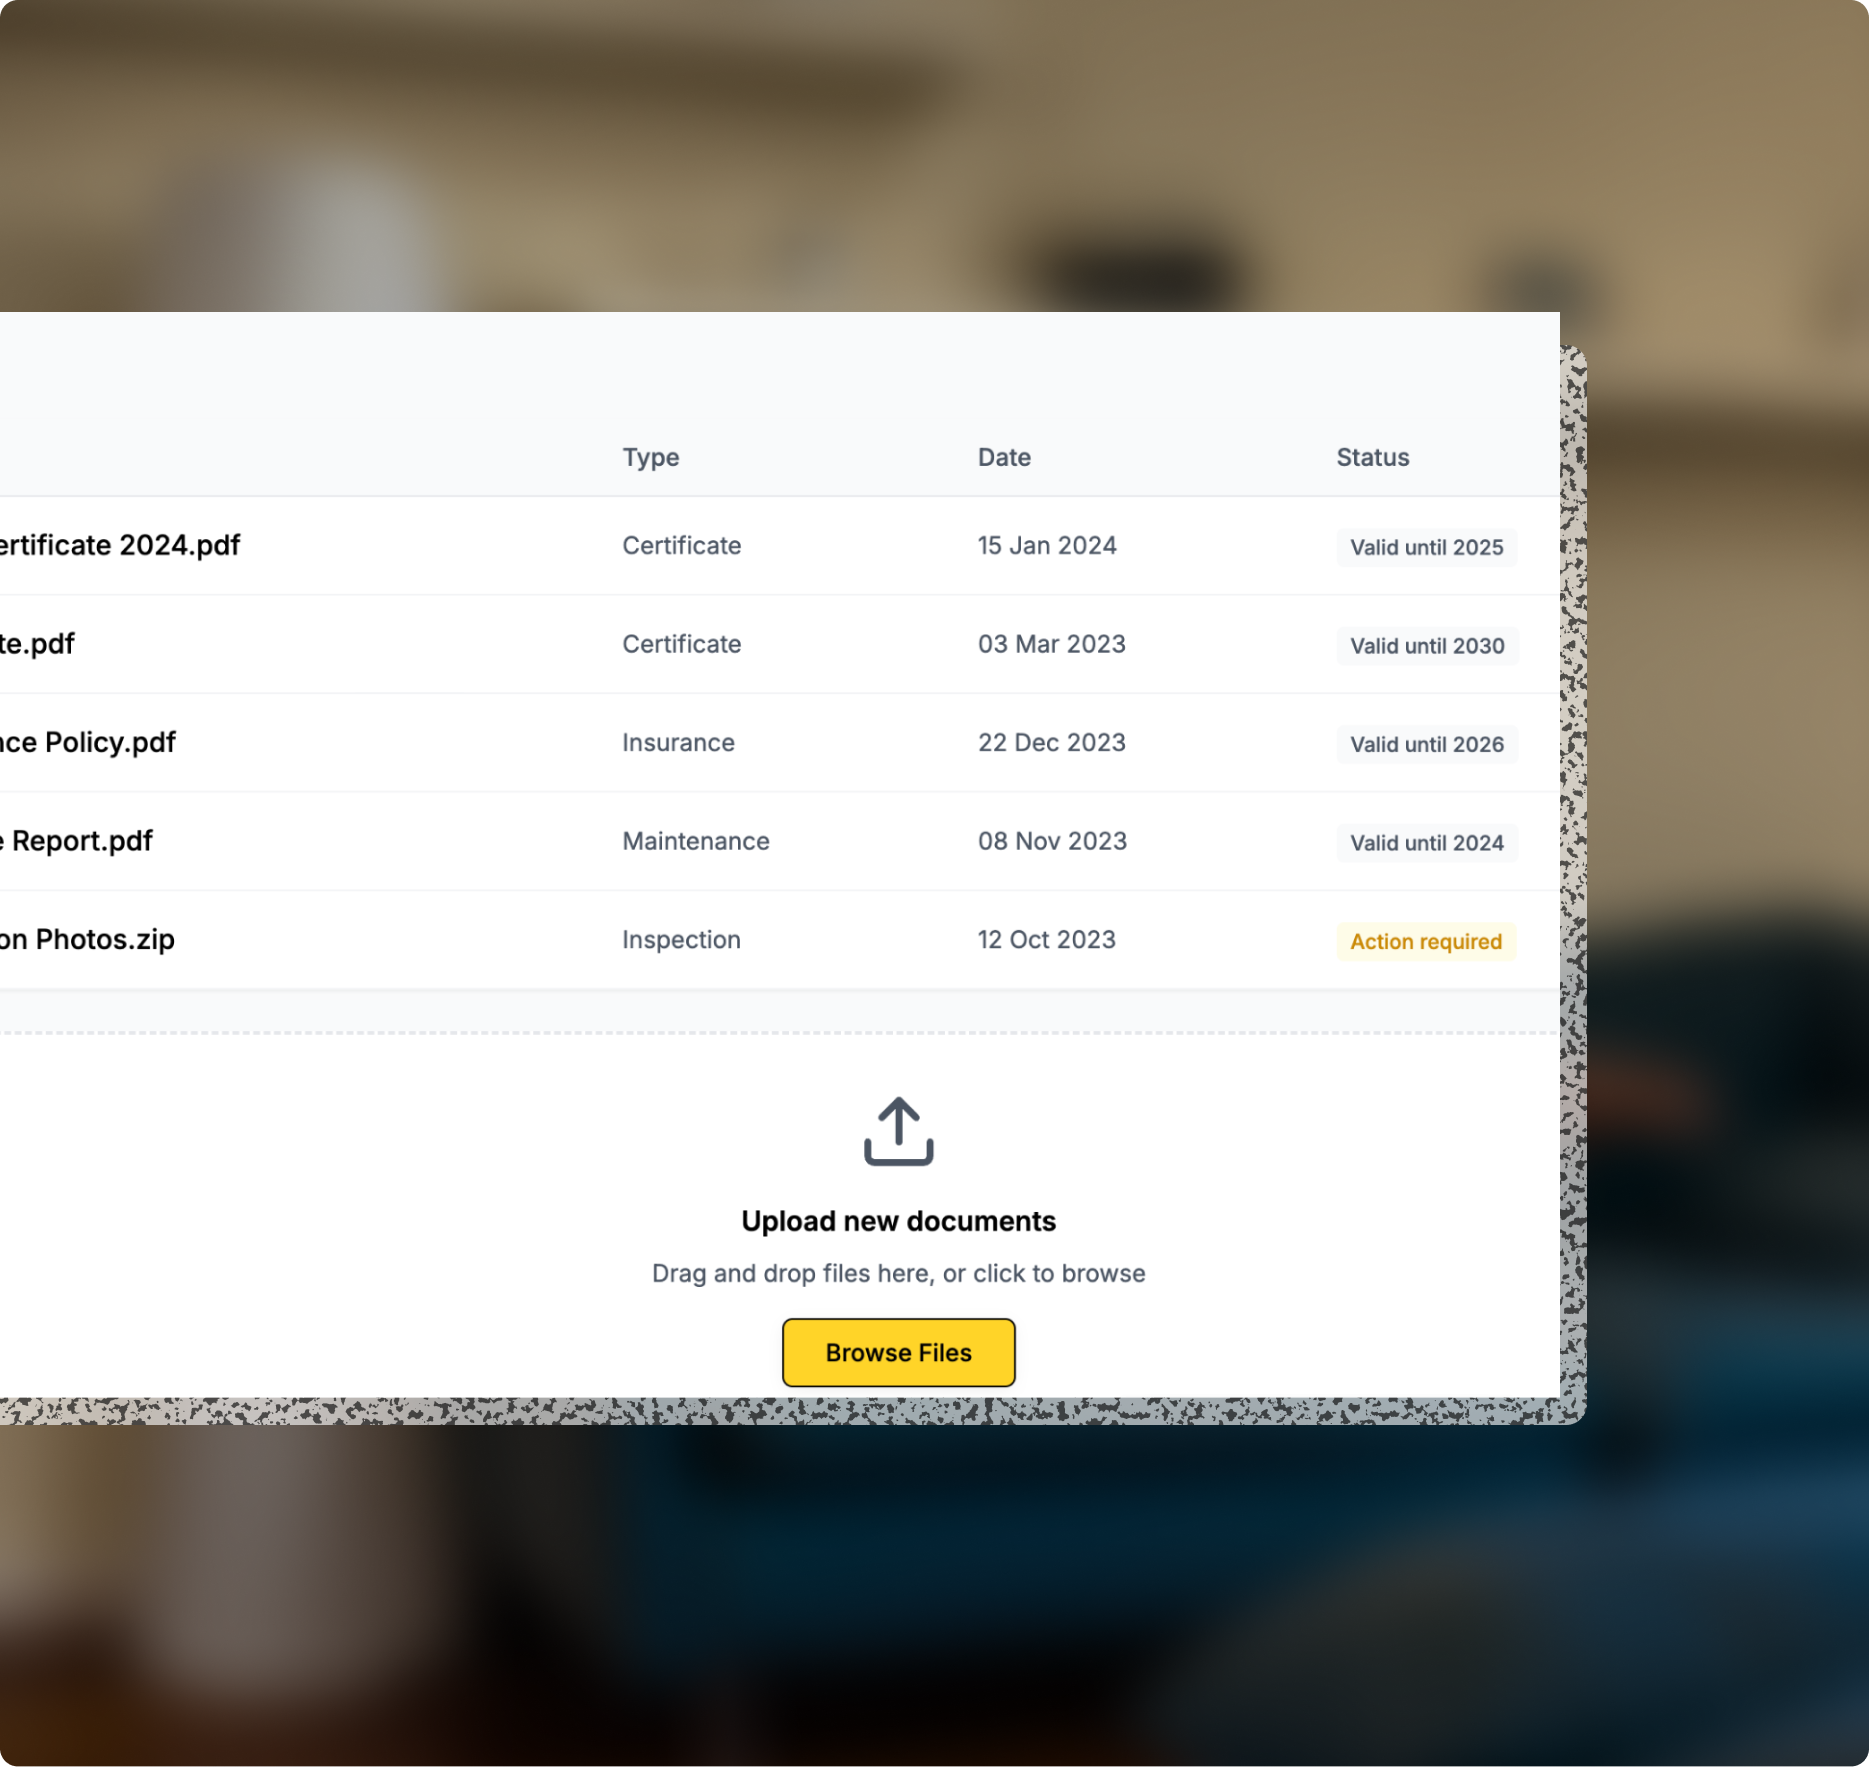 Type Date Status
ertificate 2024.pdf Certificate 15 Jan 2024 Valid until 2025
te.pdf Certificate 03 Mar 2023 Valid until 2030
nce Policy.pdf Insurance 22 Dec 2023 Valid until 2026
e Report.pdf Maintenance 08 Nov 2023 Valid until 2024
on Photos.zip Inspection 12 Oct 2023 Action required
Upload new documents
Drag and drop files here, or click to browse
Browse Files